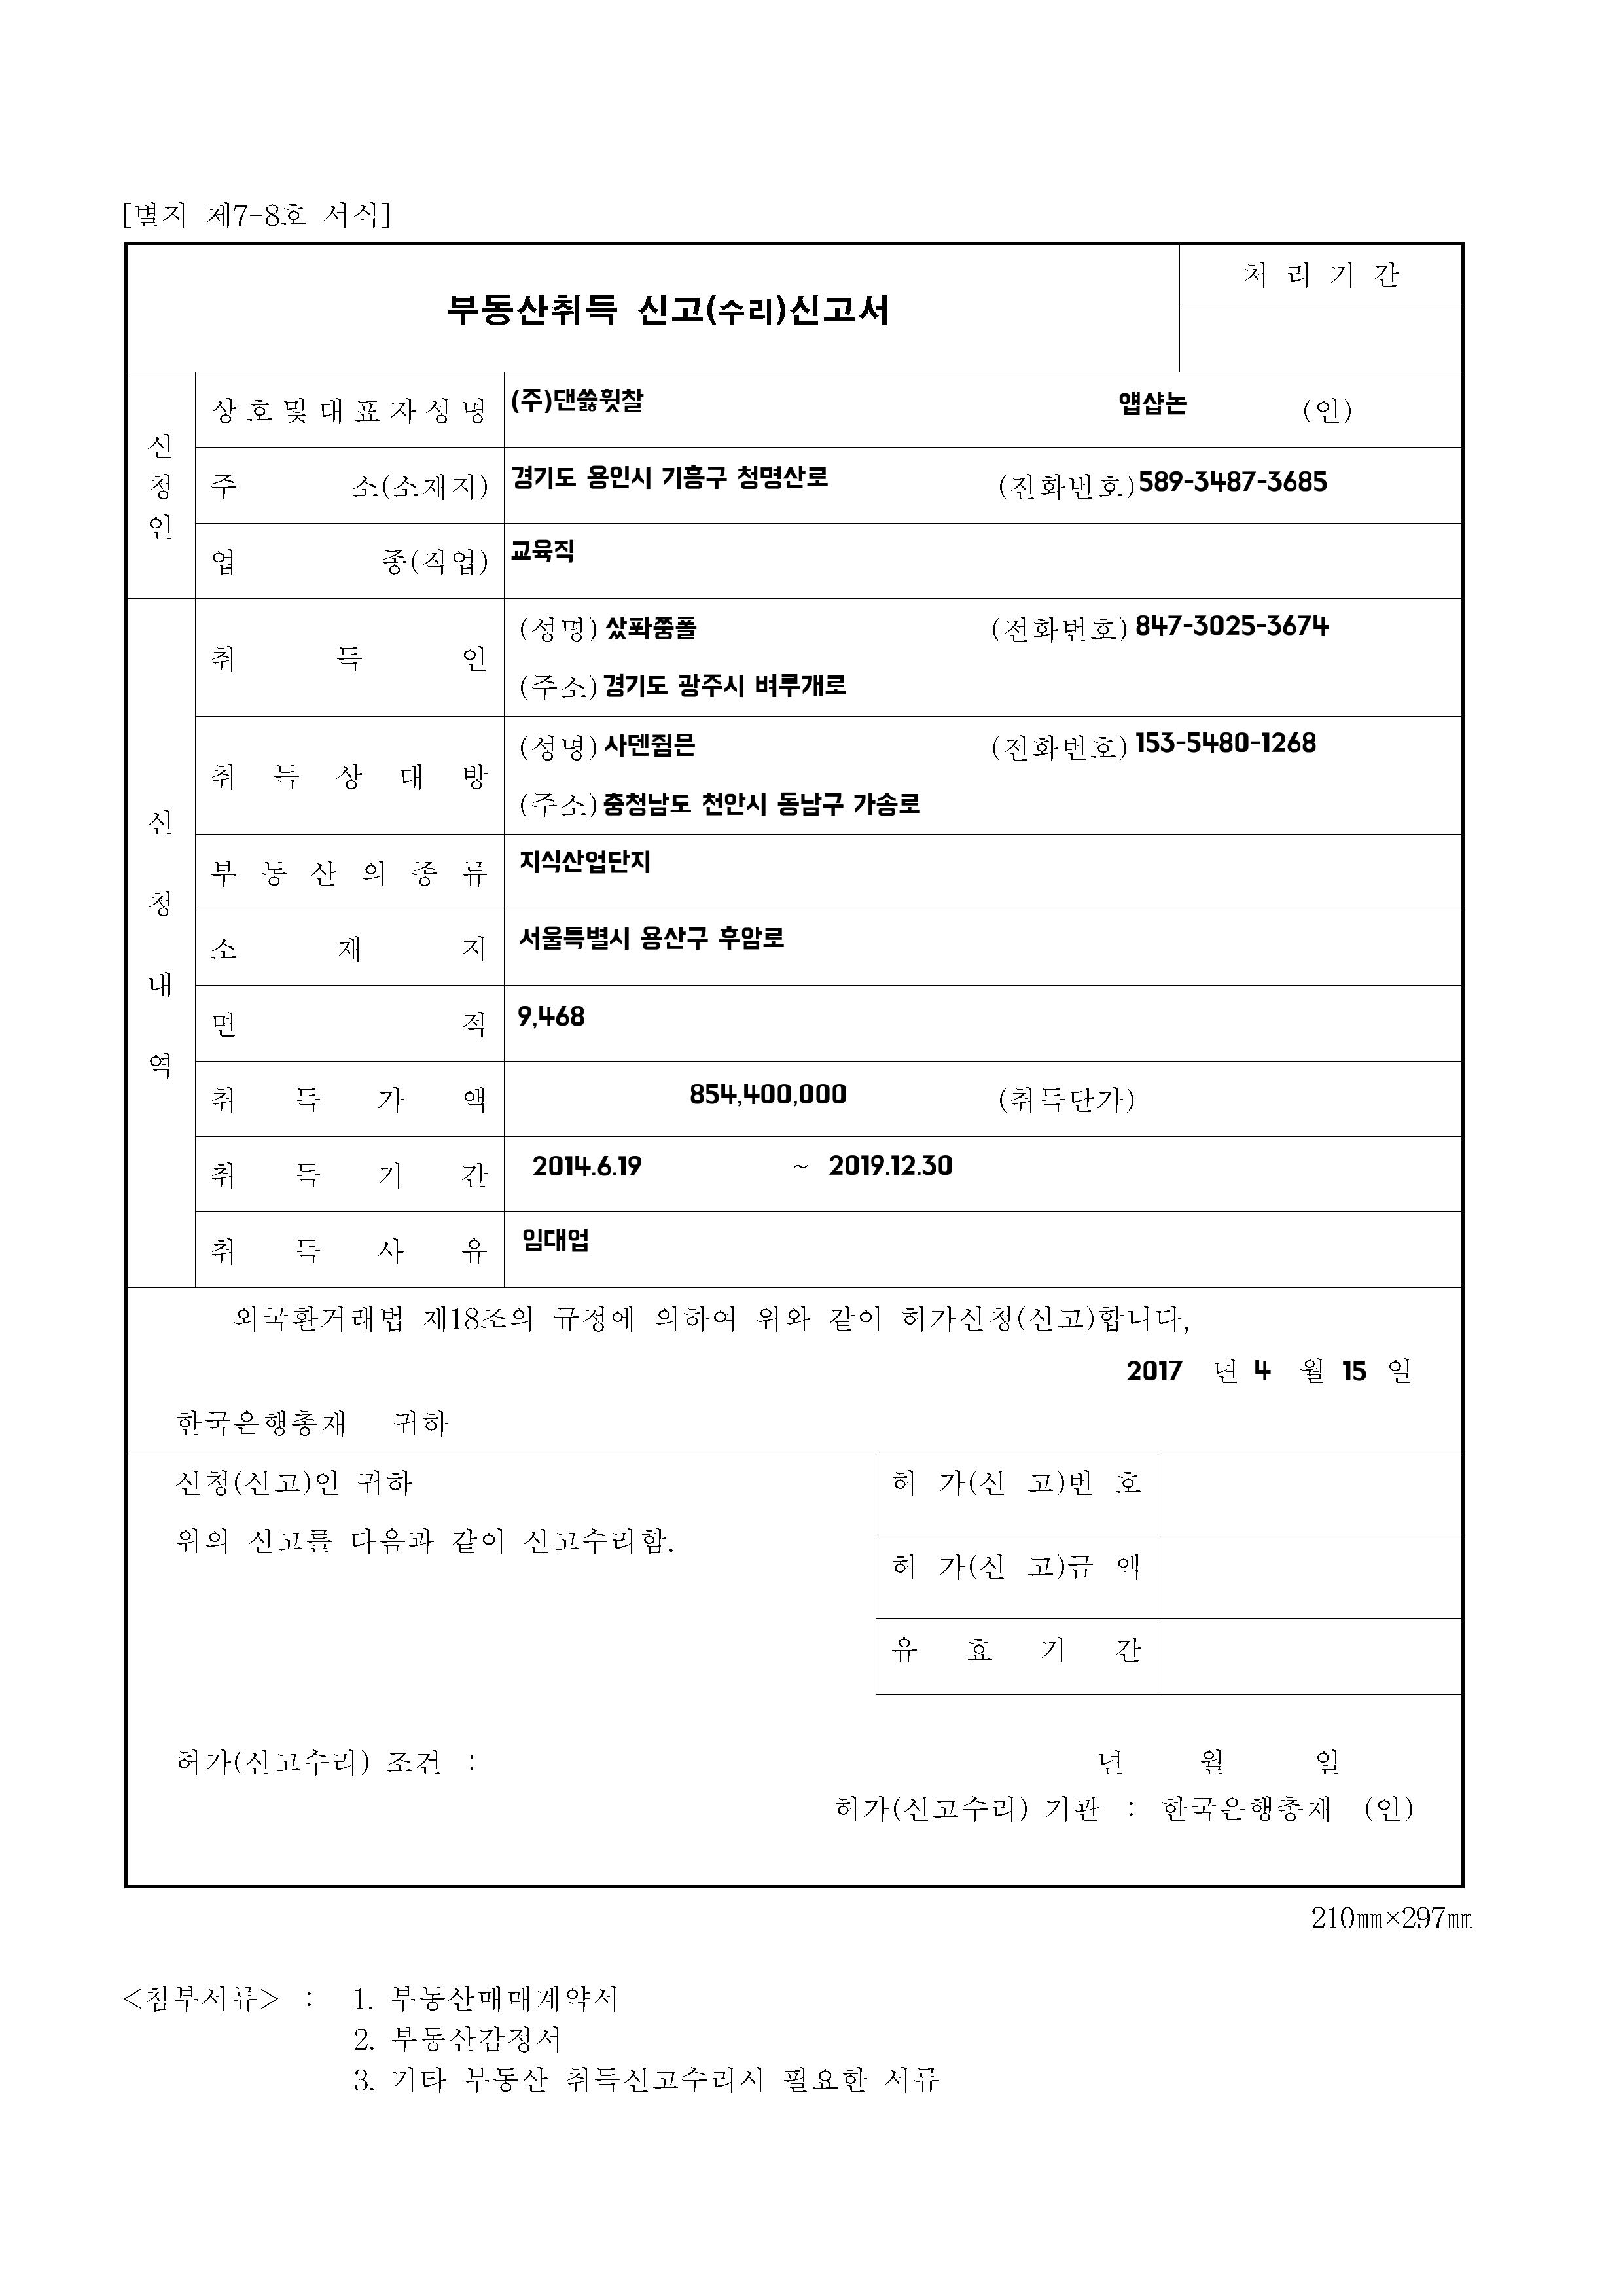 [별지 제7-8호 서식]
부동산취득 신고(수리)신고서
처 리 기 간
신청인
상호및대표자성명 (주)댄쓿휫찰 앱샵논 (인)
주 소(소재지) 경기도 용인시 기흥구 청명산로 (전화번호) 589-3487-3685
업 종(직업) 교육직
신청내역
취 득 인 (성명) 샀퐈쭝폴 (전화번호) 847-3025-3674
(주소) 경기도 광주시 벼루개로
취 득 상 대 방 (성명) 사덴쥠믄 (전화번호) 153-5480-1268
(주소) 충청남도 천안시 동남구 가송로
부 동 산 의 종 류 지식산업단지
소 재 지 서울특별시 용산구 후암로
면 적 9,468
취 득 가 액 854,400,000 (취득단가)
취 득 기 간 2014.6.19 ~ 2019.12.30
취 득 사 유 임대업
외국환거래법 제18조의 규정에 의하여 위와 같이 허가신청(신고)합니다,
2017 년 4 월 15 일
한국은행총재 귀하
신청(신고)인 귀하
위의 신고를 다음과 같이 신고수리함.
허 가(신 고)번 호
허 가(신 고)금 액
유 효 기 간
허가(신고수리) 조건 : 년 월 일
허가(신고수리) 기관 : 한국은행총재 (인)
210㎜×297㎜
<첨부서류> : 1. 부동산매매계약서
2. 부동산감정서
3. 기타 부동산 취득신고수리시 필요한 서류